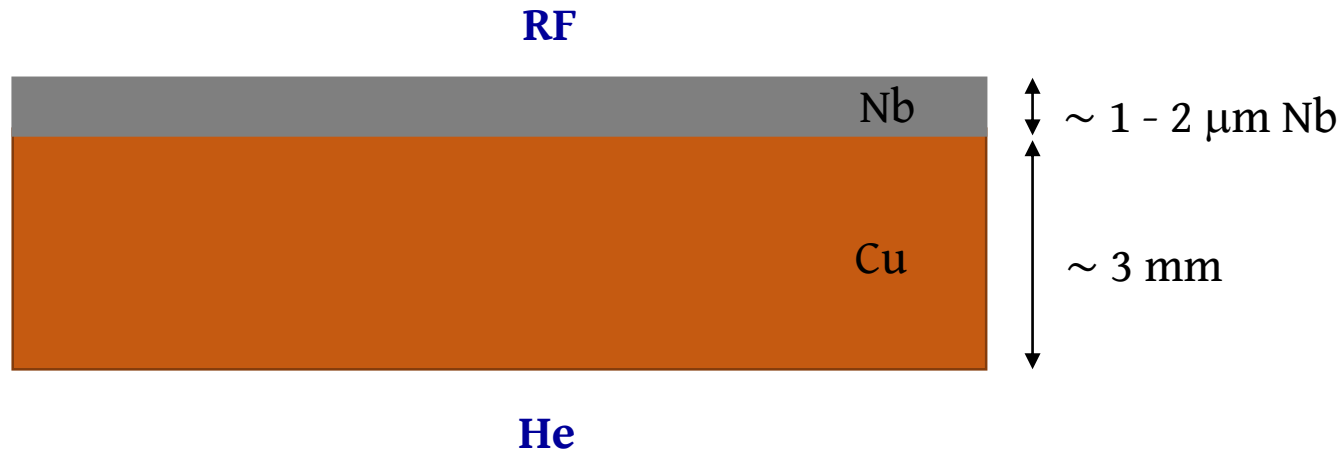 RF
Nb
~ 1 - 2 μm Nb
Cu
~ 3 mm
He